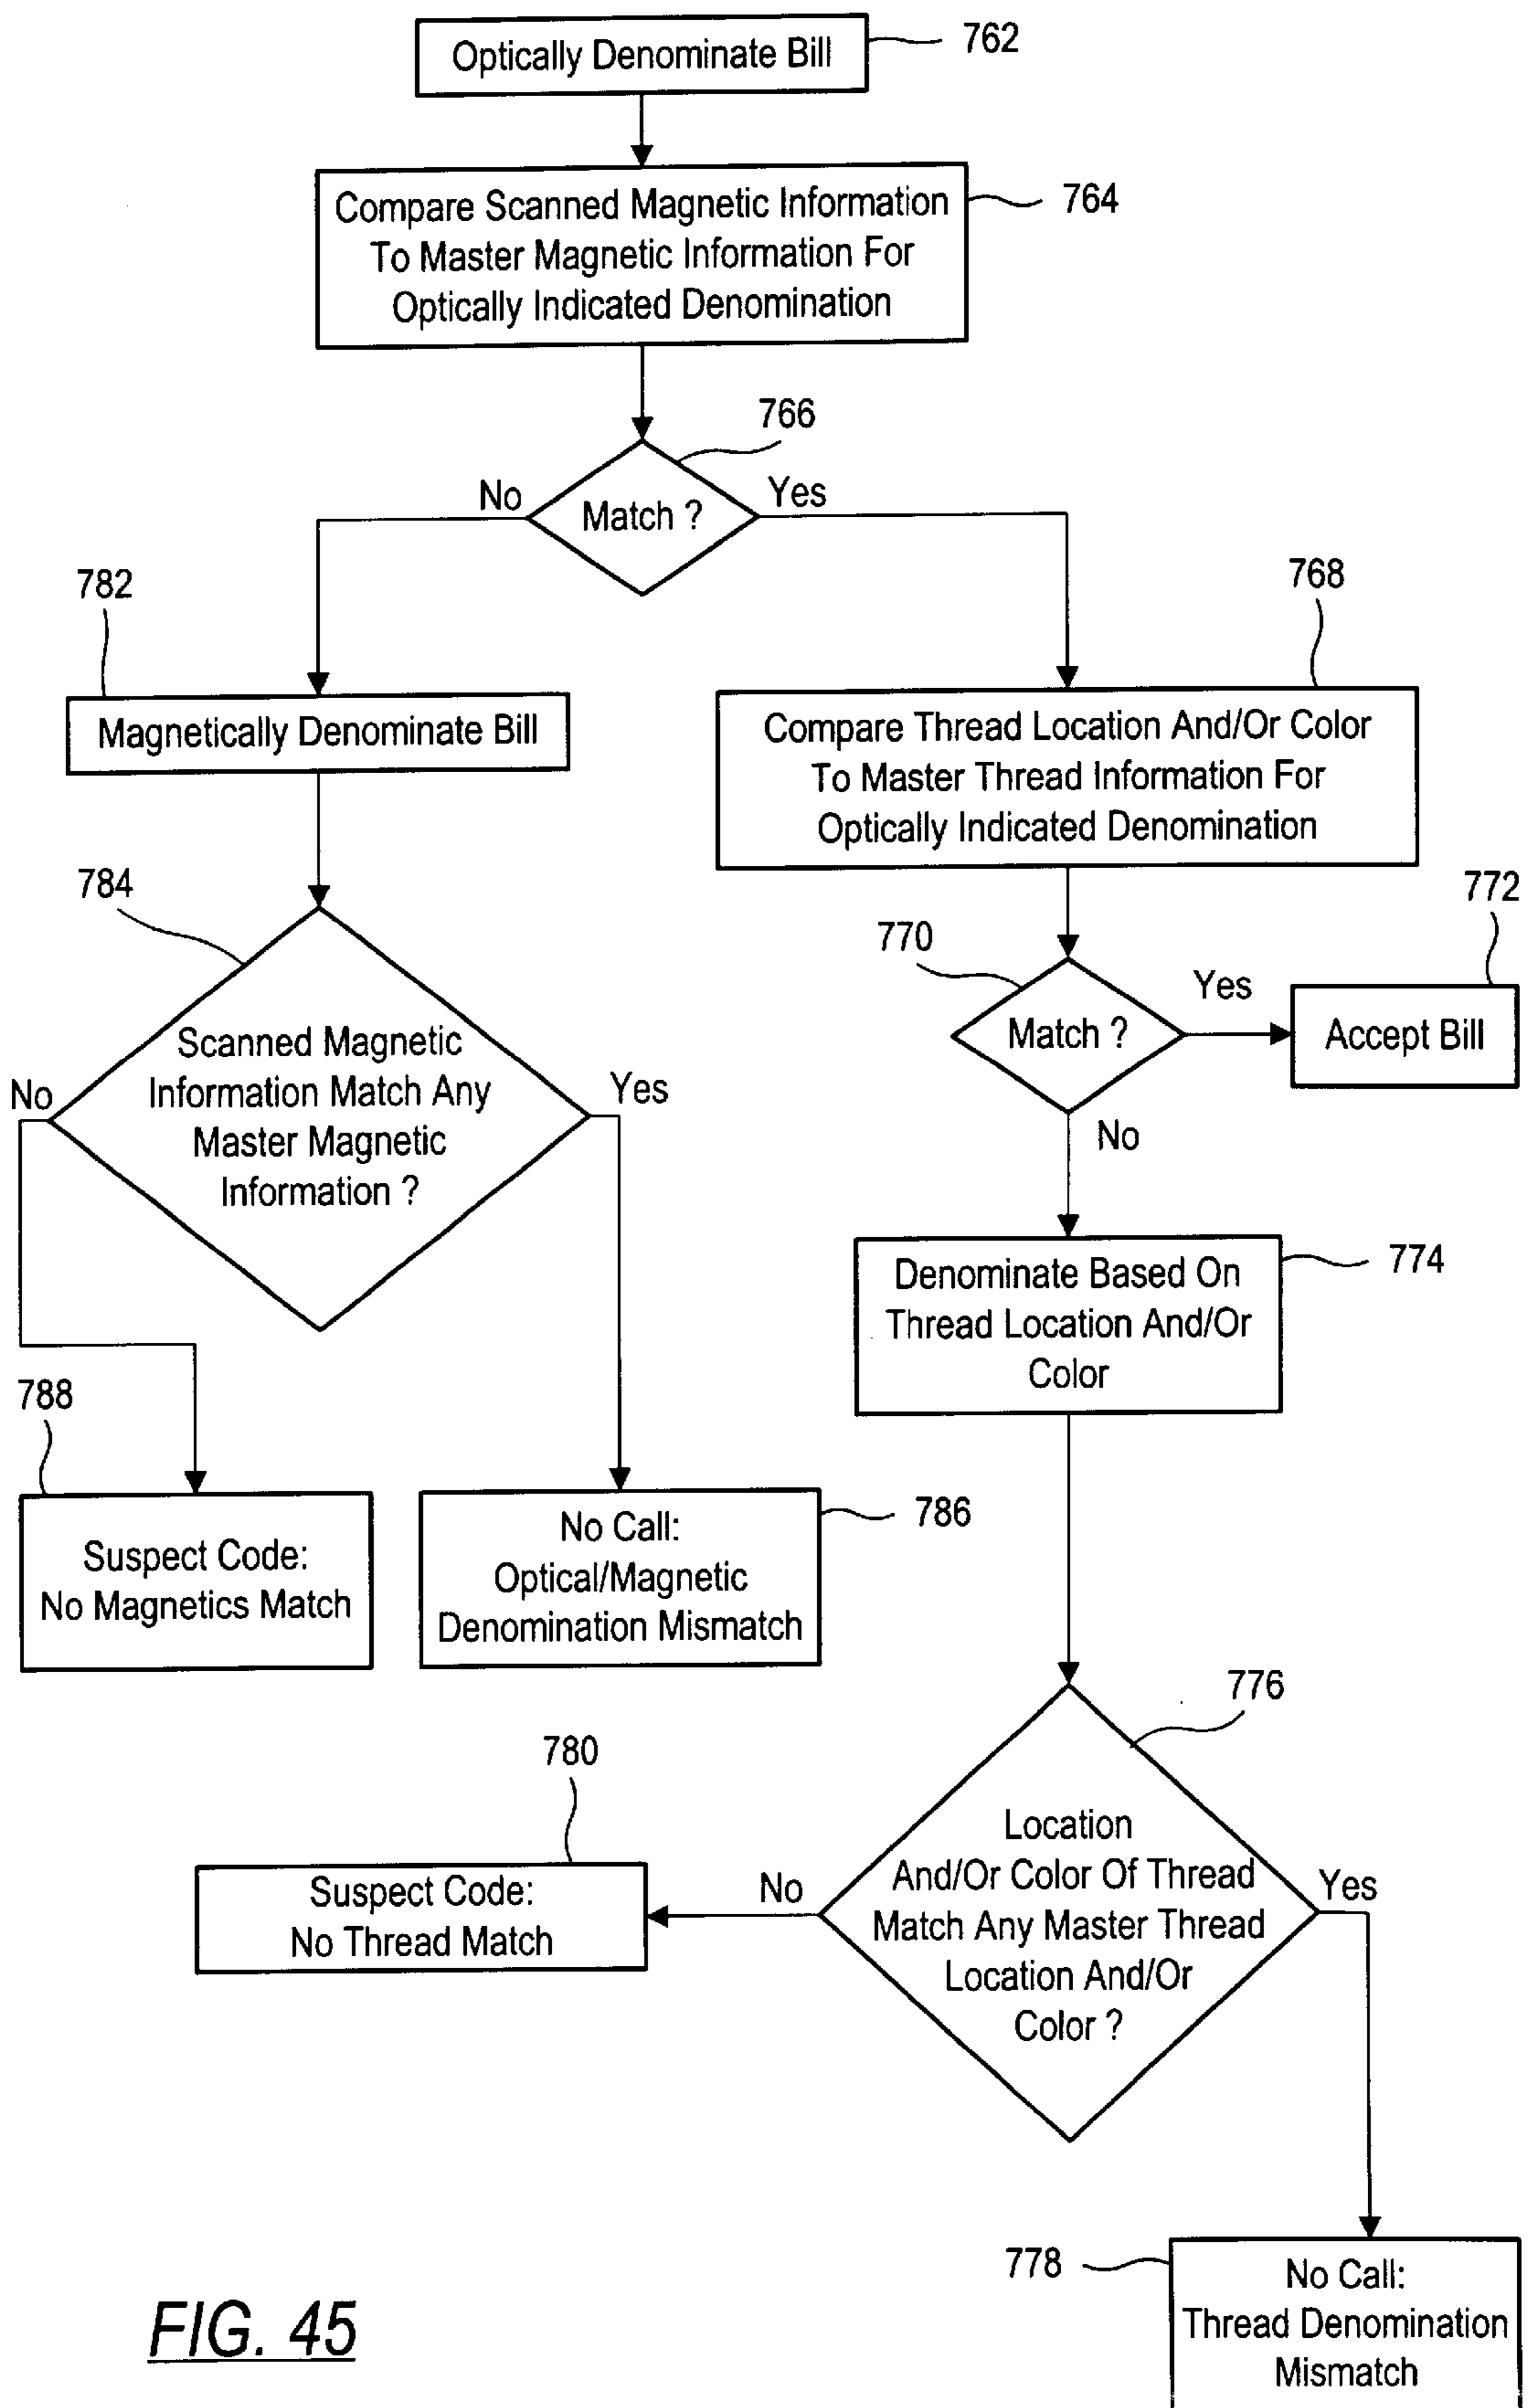 Optically Denominate Bill
762
Compare Scanned Magnetic Information
To Master Magnetic Information For
Optically Indicated Denomination
764
766
Match ?
No
Yes
782
Magnetically Denominate Bill
768
Compare Thread Location And/Or Color
To Master Thread Information For
Optically Indicated Denomination
784
Scanned Magnetic
Information Match Any
Master Magnetic
Information ?
No
Yes
770
Match ?
Yes
No
772
Accept Bill
774
Denominate Based On
Thread Location And/Or
Color
788
Suspect Code:
No Magnetics Match
786
No Call:
Optical/Magnetic
Denomination Mismatch
776
Location
And/Or Color Of Thread
Match Any Master Thread
Location And/Or
Color ?
No
Yes
780
Suspect Code:
No Thread Match
778
No Call:
Thread Denomination
Mismatch
FIG. 45